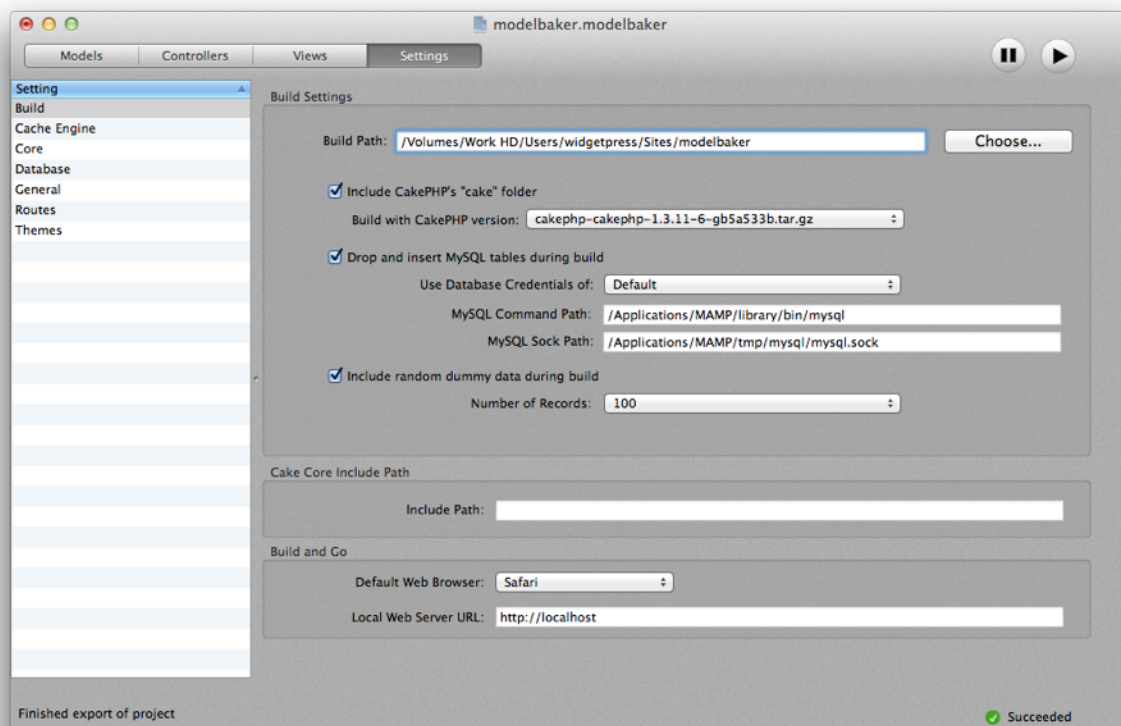 modelbaker.modelbaker
Models Controllers Views Settings
Setting
Build
Cache Engine
Core
Database
General
Routes
Themes
Build Settings
Build Path: /Volumes/Work HD/Users/widgetpress/Sites/modelbaker Choose...
Include CakePHP's "cake" folder
Build with CakePHP version: cakephp-cakephp-1.3.11-6-gb5a533b.tar.gz
Drop and insert MySQL tables during build
Use Database Credentials of: Default
MySQL Command Path: /Applications/MAMP/library/bin/mysql
MySQL Sock Path: /Applications/MAMP/tmp/mysql/mysql.sock
Include random dummy data during build
Number of Records: 100
Cake Core Include Path
Include Path:
Build and Go
Default Web Browser: Safari
Local Web Server URL: http://localhost
Finished export of project Succeeded